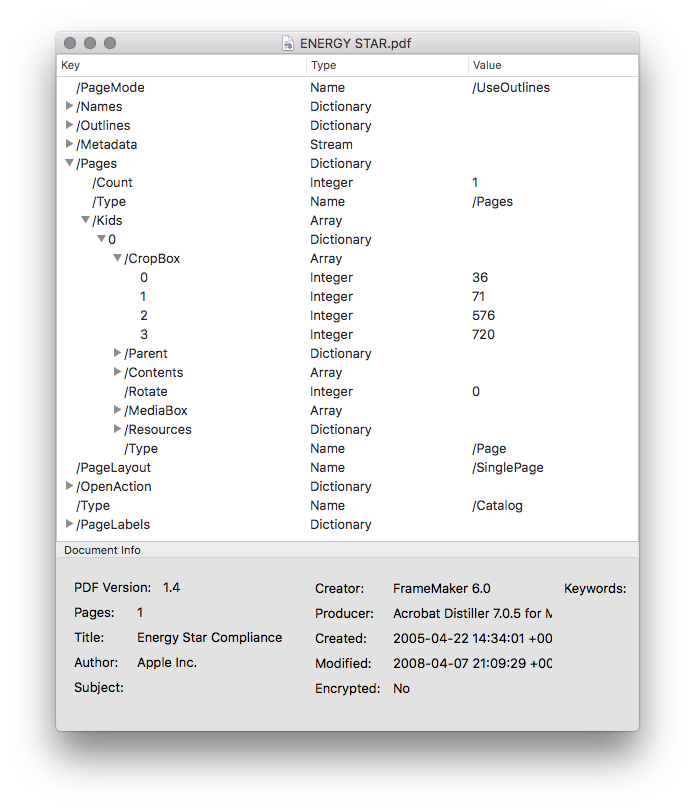 ENERGY STAR.pdf
Key Type Value
/PageMode Name /UseOutlines
/Names Dictionary
/Outlines Dictionary
/Metadata Stream
/Pages Dictionary
/Count Integer 1
/Type Name /Pages
/Kids Array
0 Dictionary
/CropBox Array
0 Integer 36
1 Integer 71
2 Integer 576
3 Integer 720
/Parent Dictionary
/Contents Array
/Rotate Integer 0
/MediaBox Array
/Resources Dictionary
/Type Name /Page
/PageLayout Name /SinglePage
/OpenAction Dictionary
/Type Name /Catalog
/PageLabels Dictionary
Document Info
PDF Version: 1.4 Creator: FrameMaker 6.0 Keywords:
Pages: 1 Producer: Acrobat Distiller 7.0.5 for M
Title: Energy Star Compliance Created: 2005-04-22 14:34:01 +00
Author: Apple Inc. Modified: 2008-04-07 21:09:29 +00
Subject: Encrypted: No